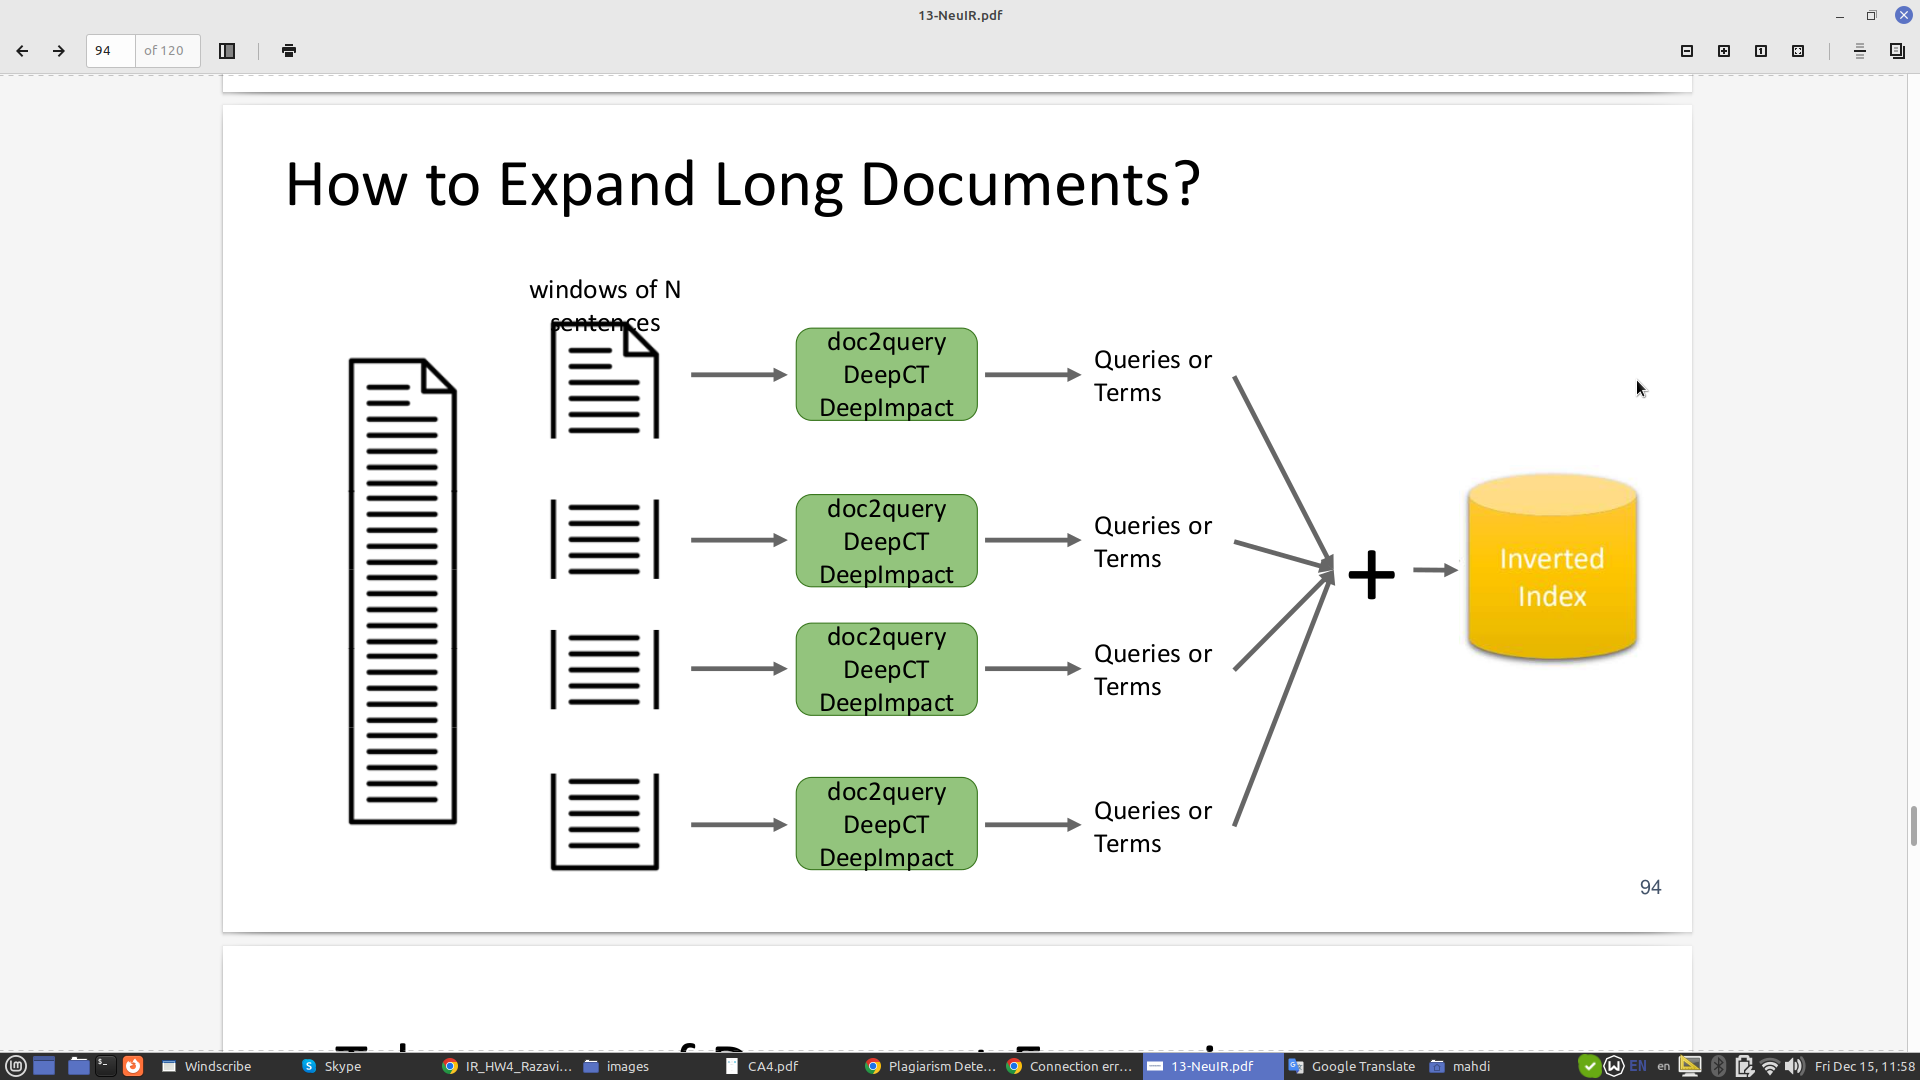 13-NeuIR.pdf
94
of 120
How to Expand Long Documents?
windows of N
sentences
doc2query
DeepCT
DeepImpact
Queries or
Terms
doc2query
DeepCT
DeepImpact
Queries or
Terms
doc2query
DeepCT
DeepImpact
Queries or
Terms
doc2query
DeepCT
DeepImpact
Queries or
Terms
Inverted
Index
94
Windscribe
Skype
IR_HW4_Razavi...
images
CA4.pdf
Plagiarism Dete...
Connection err...
13-NeuIR.pdf
Google Translate
mahdi
EN
en
Fri Dec 15, 11:58